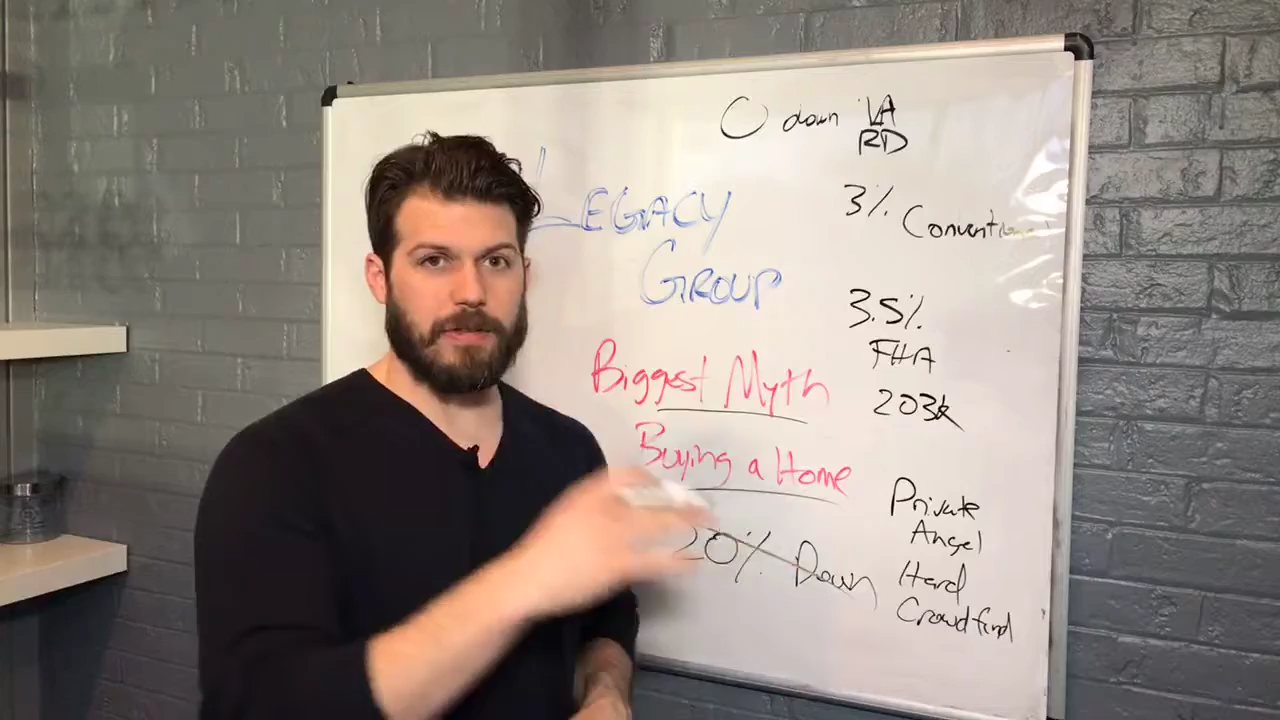 LEGACY
GROUP
Biggest Myth
Buying a Home
20% Down
0 down VA
RD
3%
Conventional
3.5%
FHA
203k
Private
Angel
Hard
Crowdfund